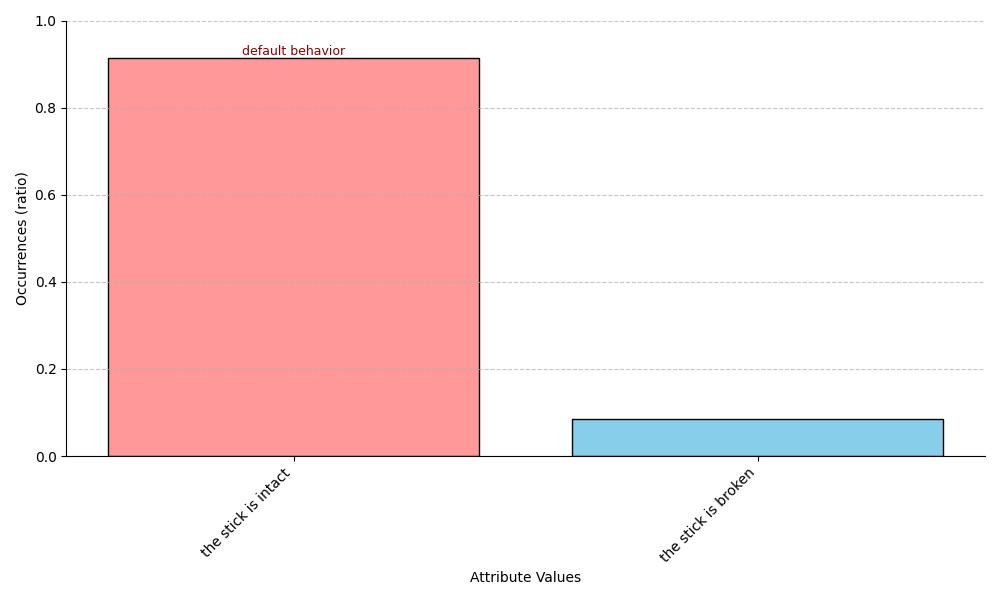 1.0
default behavior
0.8
0.6
0.4
0.2
0.0
Occurrences (ratio)
the stick is intact
the stick is broken
Attribute Values